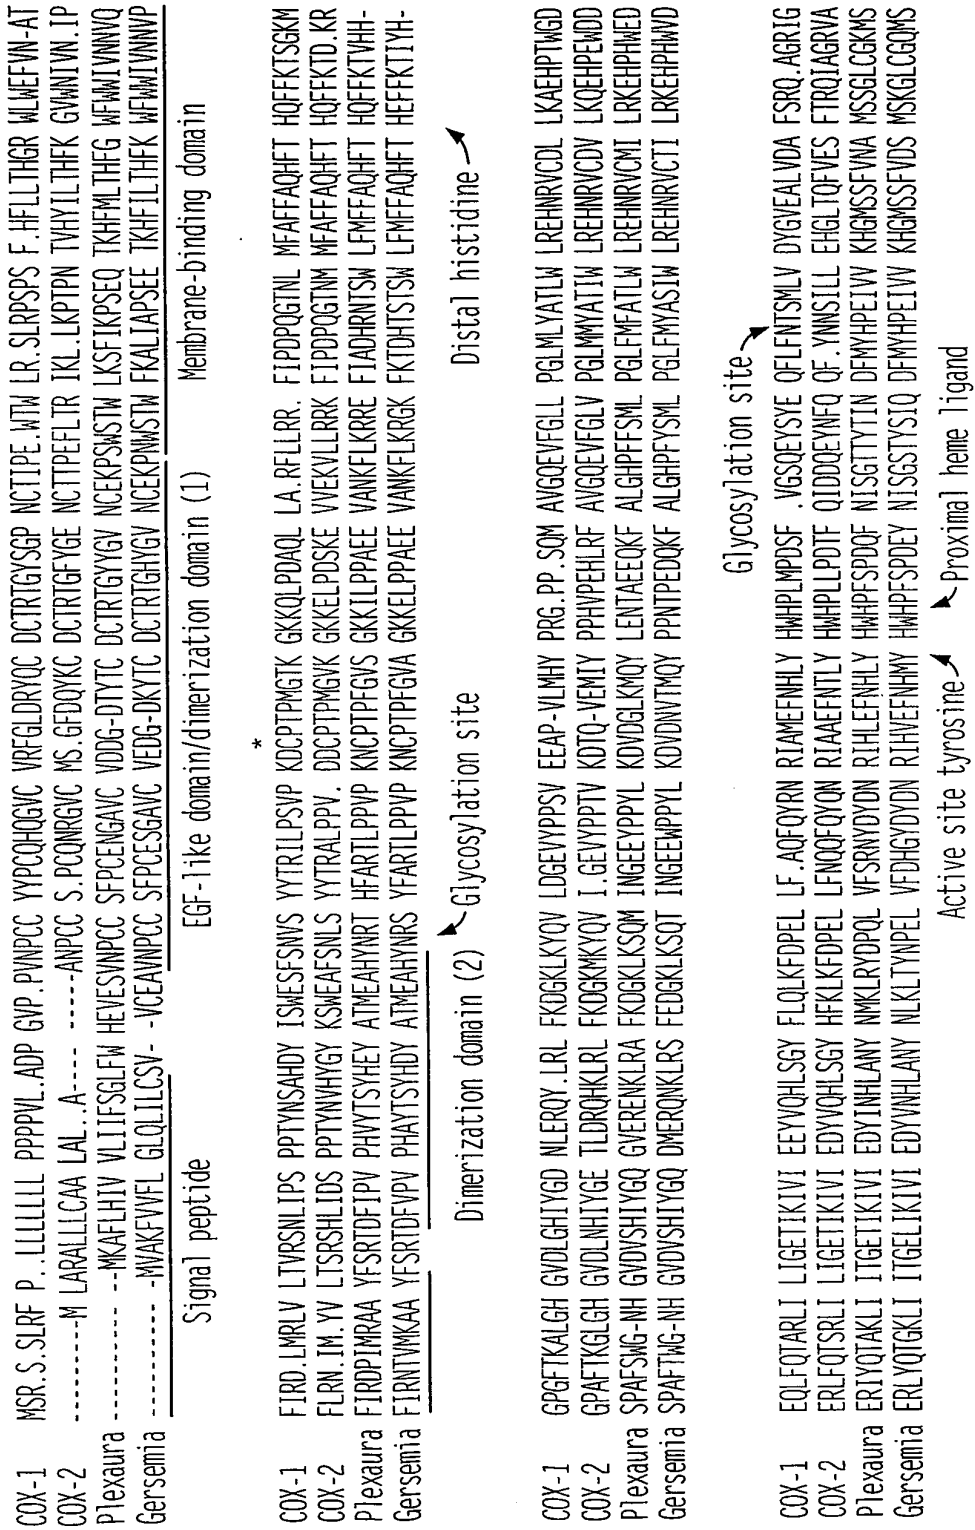 COX-1 MSR.S.SLRF P..LLLLLLL PPPPVL.ADP GVP.PVNPCC YYPCQHQGVC VRFGLDRYQC DCTRTGYSGP NCTIPE.WTW LR.SLRPSPS F.HFLLTHGR WLWEFVN-AT
COX-2 ---------M LARALLLCAA LAL..A---- -----ANPCC S.PCQNRGVC MS.GFDQYKC DCTRTGFYGE NCTTPEFLTR IKL.LKPTPN TVHYILTHFK GVWNIVN.IP
Plexaura ---------- --MKAFLHIV VLIIFSGLFW HEVESVNPCC SFPCENGAVC VDDG-DTYTC DCTRTGYYGV NCEKPSWSTW LKSFIKPSEQ TKHFMLTHFG WFWWIVNNVQ
Gersemia ---------- -MVAKFVVFL GLQLILCSV- -VCEAVNPCC SFPCESGAVC VEDG-DKYTC DCTRTGHYGV NCEKPNWSTW FKALIAPSEE TKHFILTHFK WFWWIVNNVP
Signal peptide EGF-like domain/dimerization domain (1) Membrane-binding domain
*
COX-1 FIRD.LMRLV LTVRSNLIPS PPTYNSAHDY ISWESFSNVS YYTRILPSVP KDCPTPMGTK GKKQLPDAQL LA.RFLLRR. FIPDPQGTNL MFAFFAQHFT HQFFKTSGKM
COX-2 FLRN.IM.YV LTSRSHLIDS PPTYNVHYGY KSWEAFSNLS YYTRALPPV. DDCPTPMGVK GKKELPDSKE VVEKVLLRRK FIPDPQGTNM MFAFFAQHFT HQFFKTD.KR
Plexaura FIRDPIMRAA YFSRTDFIPV PHVYTSYHEY ATMEAHYNRT HFARTLPPVP KNCPTPFGVS GKKILPPAEE VANKFLKRRE FIADHRNTSW LFMFFAQHFT HQFFKTVHH-
Gersemia FIRNTVMKAA YFSRTDFVPV PHAYTSYHDY ATMEAHYNRS YFARTLPPVP KNCPTPFGVA GKKELPPAEE VANKFLKRGK FKTDHTSTSW LFMFFAQHFT HEFFKTIYH-
Dimerization domain (2) Glycosylation site Distal histidine
COX-1 GPGFTKALGH GVDLGHIYGD NLERQY.LRL FKDGKLKYQV LDGEVYPPSV EEAP-VLMHY PRG.PP.SQM AVGQEVFGLL PGLMLYATLW LREHNRVCDL LKAEHPTWGD
COX-2 GPAFTKGLGH GVDLNHIYGE TLDRQHKLRL FKDGKMKYQV I.GEVYPPTV KDTQ-VEMIY PPHVPEHLRF AVGQEVFGLV PGLMMYATIW LREHNRVCDV LKQEHPEWDD
Plexaura SPAFSWG-NH GVDVSHIYGQ GVERENKLRA FKDGKLKSQM INGEEYPPYL KDVDGLKMQY LENTAEEQKF ALGHPFFSML PGLFMFATLW LREHNRVCMI LRKEHPHWED
Gersemia SPAFTWG-NH GVDVSHIYGQ DMERQNKLRS FEDGKLKSQT INGEEWPPYL KDVDNVTMQY PPNTPEDQKF ALGHPFYSML PGLFMYASIW LREHNRVCTI LRKEHPHWVD
Glycosylation site
COX-1 EQLFQTARLI LIGETIKIVI EEYVQHLSGY FLQLKFDPEL LF.AQFQYRN RIAMEFNHLY HWHPLMPDSF .VGSQEYSYE QFLFNTSMLV DYGVEALVDA FSRQ.AGRIG
COX-2 ERLFQTSRLI LIGETIKIVI EDYVQHLSGY HFKLKFDPEL LFNQQFQYQN RIAAEFNTLY HWHPLLPDTF QIDDQEYNFQ QF.YNNSILL EHGLTQFVES FTRQIAGRVA
Plexaura ERIYQTAKLI ITGETIKIVI EDYINHLANY NMKLRYDPQL VFSRNYDYDN RIHLEFNHLY HWHPFSPDQF NISGTTYTIN DFMYHPEIVV KHGMSSFVNA MSSGLCGKMS
Gersemia ERLYQTGKLI ITGELIKIVI EDYVNHLANY NLKLTYNPEL VFDHGYDYDN RIHVEFNHMY HWHPFSPDEY NISGSTYSIQ DFMYHPEIVV KHGMSSFVDS MSKGLCGQMS
Active site tyrosine Proximal heme ligand